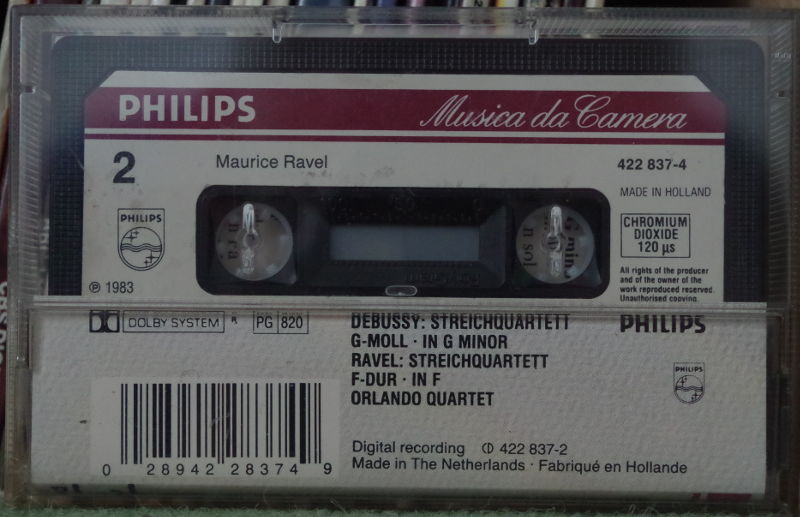 PHILIPS
Musica da Camera
2
Maurice Ravel
422 837-4
MADE IN HOLLAND
PHILIPS
CHROMIUM
DIOXIDE
120 µs
℗ 1983
All rights of the producer
and of the owner of the
work reproduced reserved
Unauthorised copying,
G min
n sol
DOLBY SYSTEM R
PG 820
DEBUSSY: STREICHQUARTETT
G-MOLL · IN G MINOR
RAVEL: STREICHQUARTETT
F-DUR · IN F
ORLANDO QUARTET
PHILIPS
PHILIPS
0 28942 28374 9
Digital recording CD 422 837-2
Made in The Netherlands · Fabriqué en Hollande